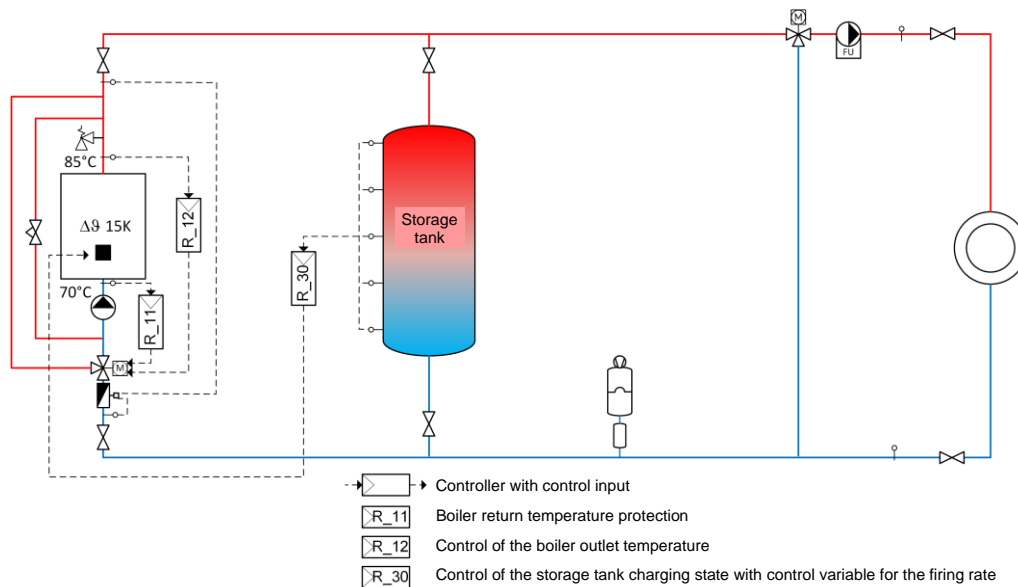 M
FU
85°C
Δϑ 15K
R_12
Storage
tank
R_30
70°C
R_11
M
Controller with control input
R_11 Boiler return temperature protection
R_12 Control of the boiler outlet temperature
R_30 Control of the storage tank charging state with control variable for the firing rate